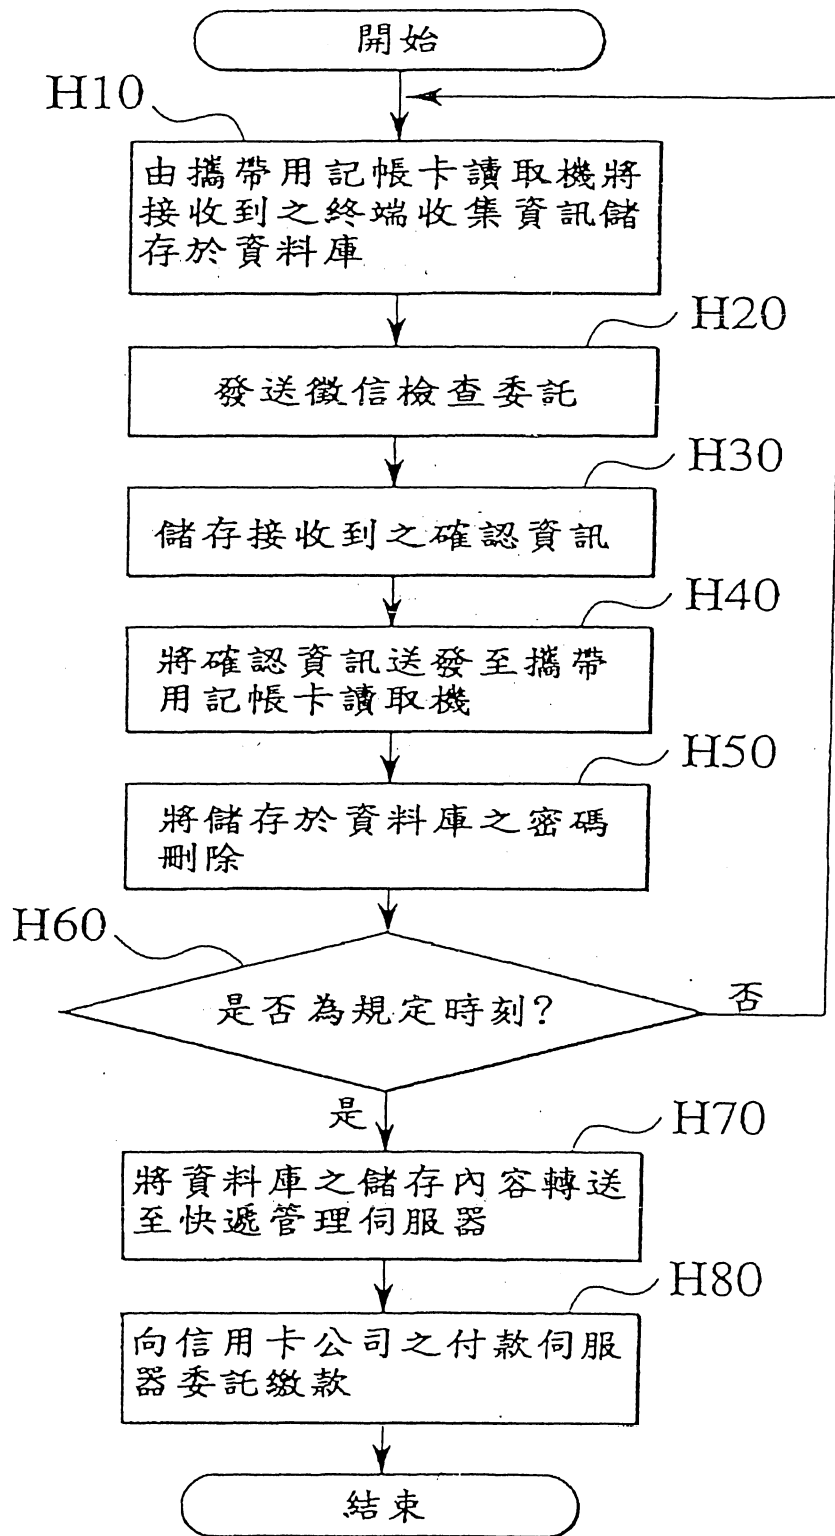 開始
H10
由攜帶用記帳卡讀取機將
接收到之終端收集資訊儲
存於資料庫
H20
發送徵信檢查委託
H30
儲存接收到之確認資訊
H40
將確認資訊送發至攜帶
用記帳卡讀取機
H50
將儲存於資料庫之密碼
刪除
H60
是否為規定時刻?
否
是
H70
將資料庫之儲存內容轉送
至快遞管理伺服器
H80
向信用卡公司之付款伺服
器委託繳款
結束